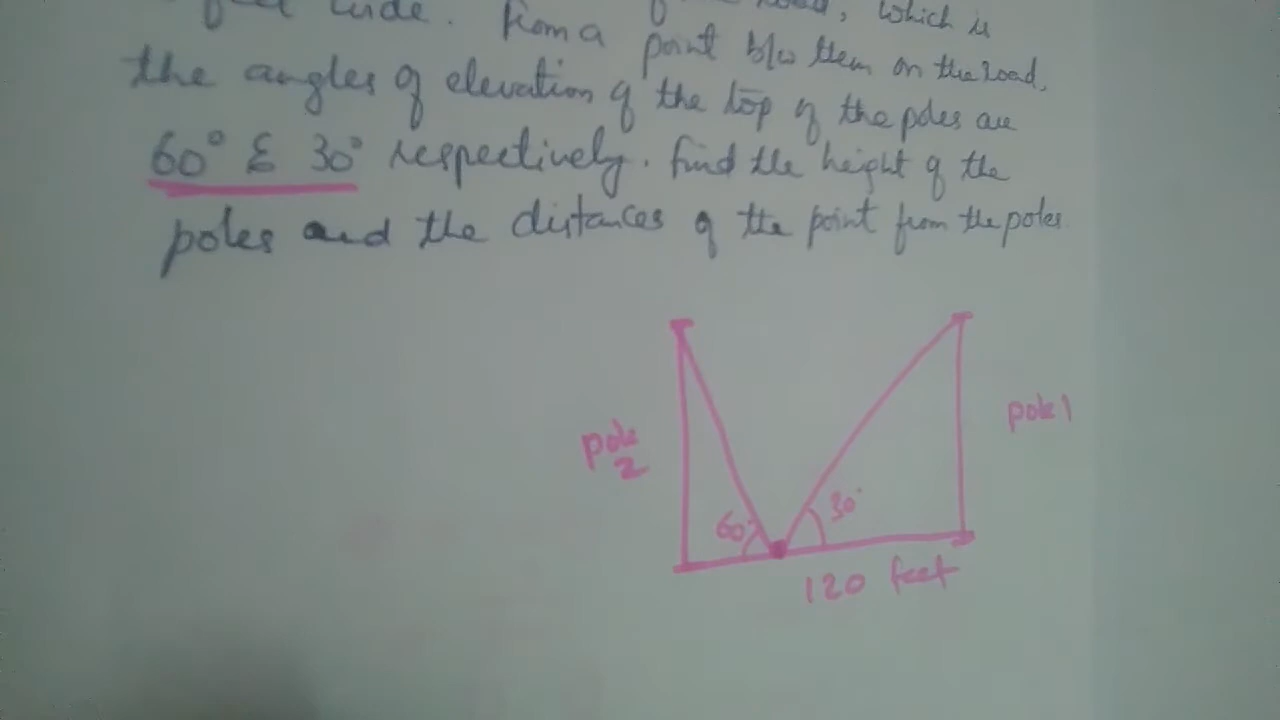 feet wide. From a road, which is
point b/w them on the road,
the angles of elevation of the top of the poles are
60° & 30° respectively. find the height of the
poles and the distances of the point from the poles.
pole 1
pole
2
60°
30°
120 feet